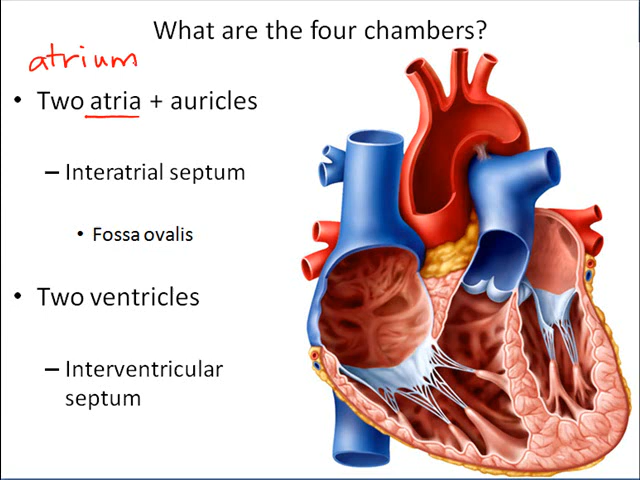 What are the four chambers?
atrium
• Two atria + auricles
– Interatrial septum
• Fossa ovalis
• Two ventricles
– Interventricular
septum